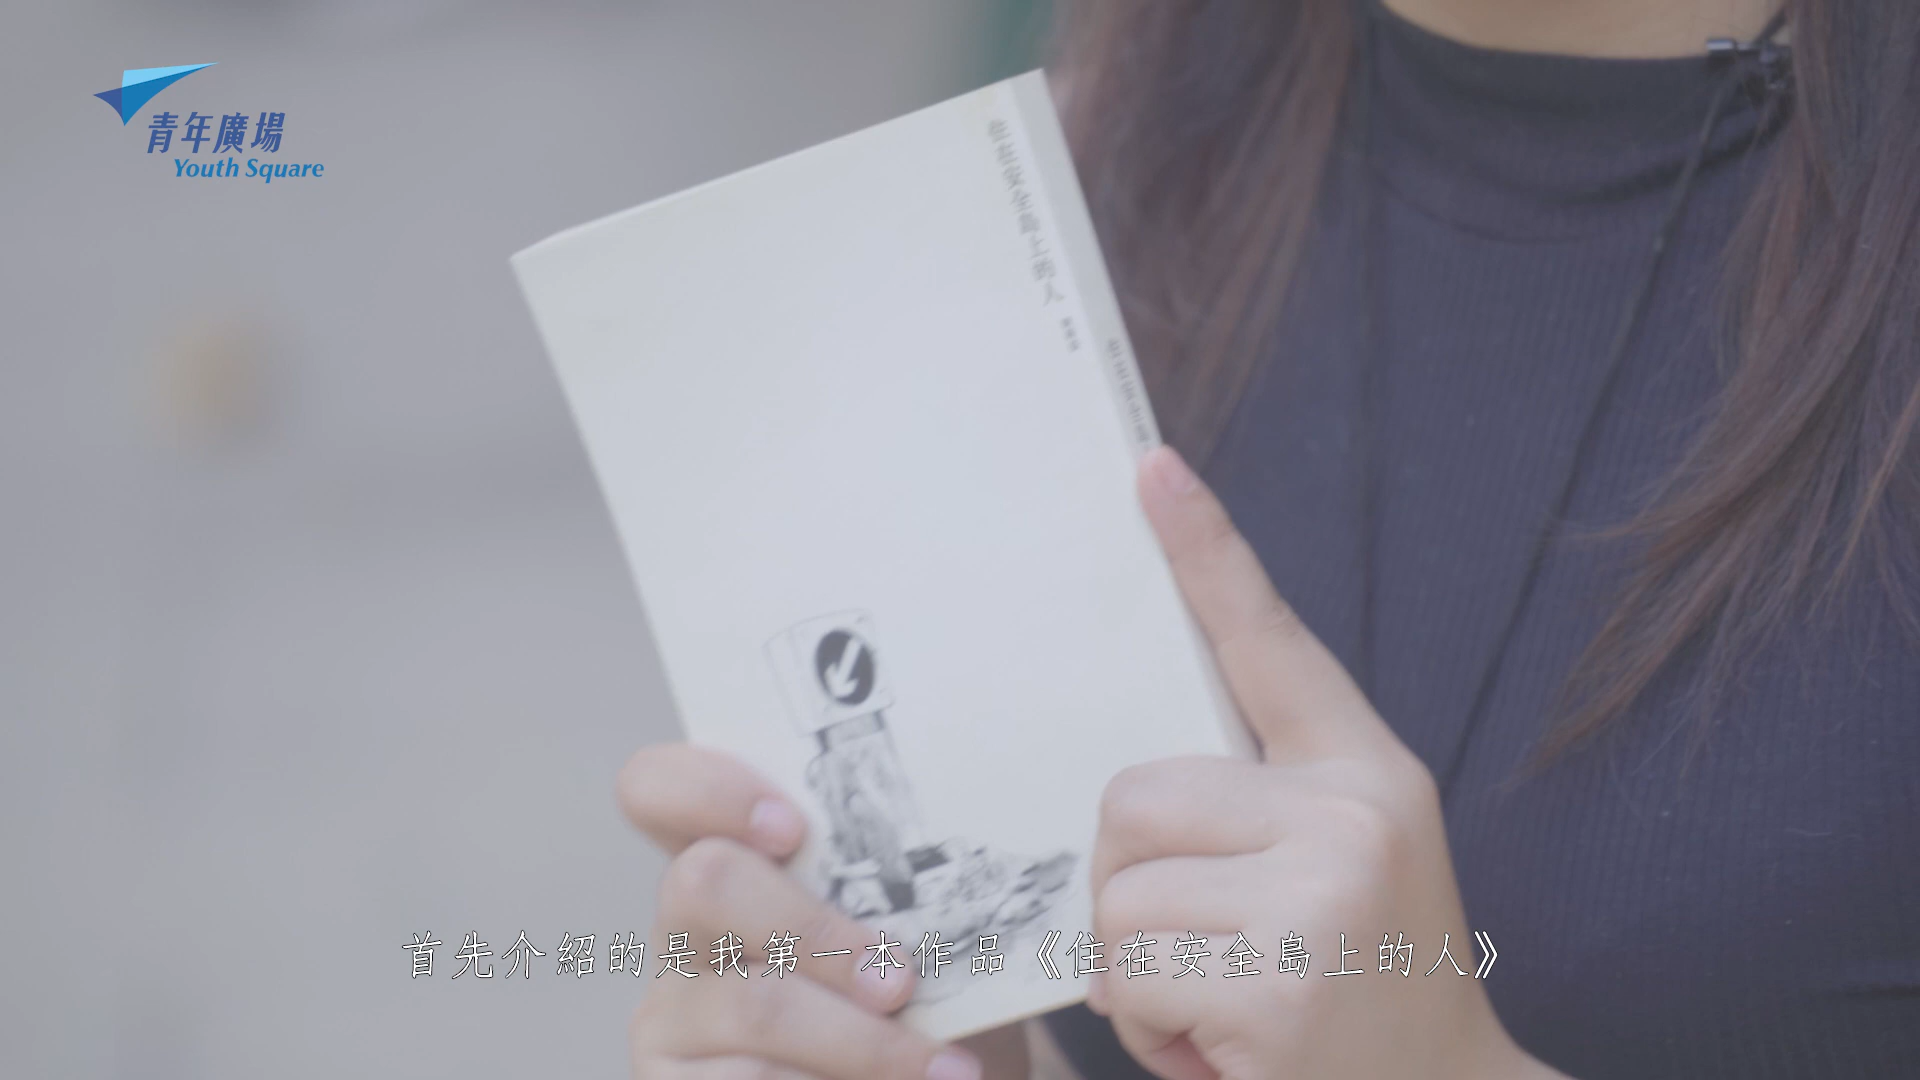 青年廣場
Youth Square
住在安全島上的人
首先介紹的是我第一本作品《住在安全島上的人》